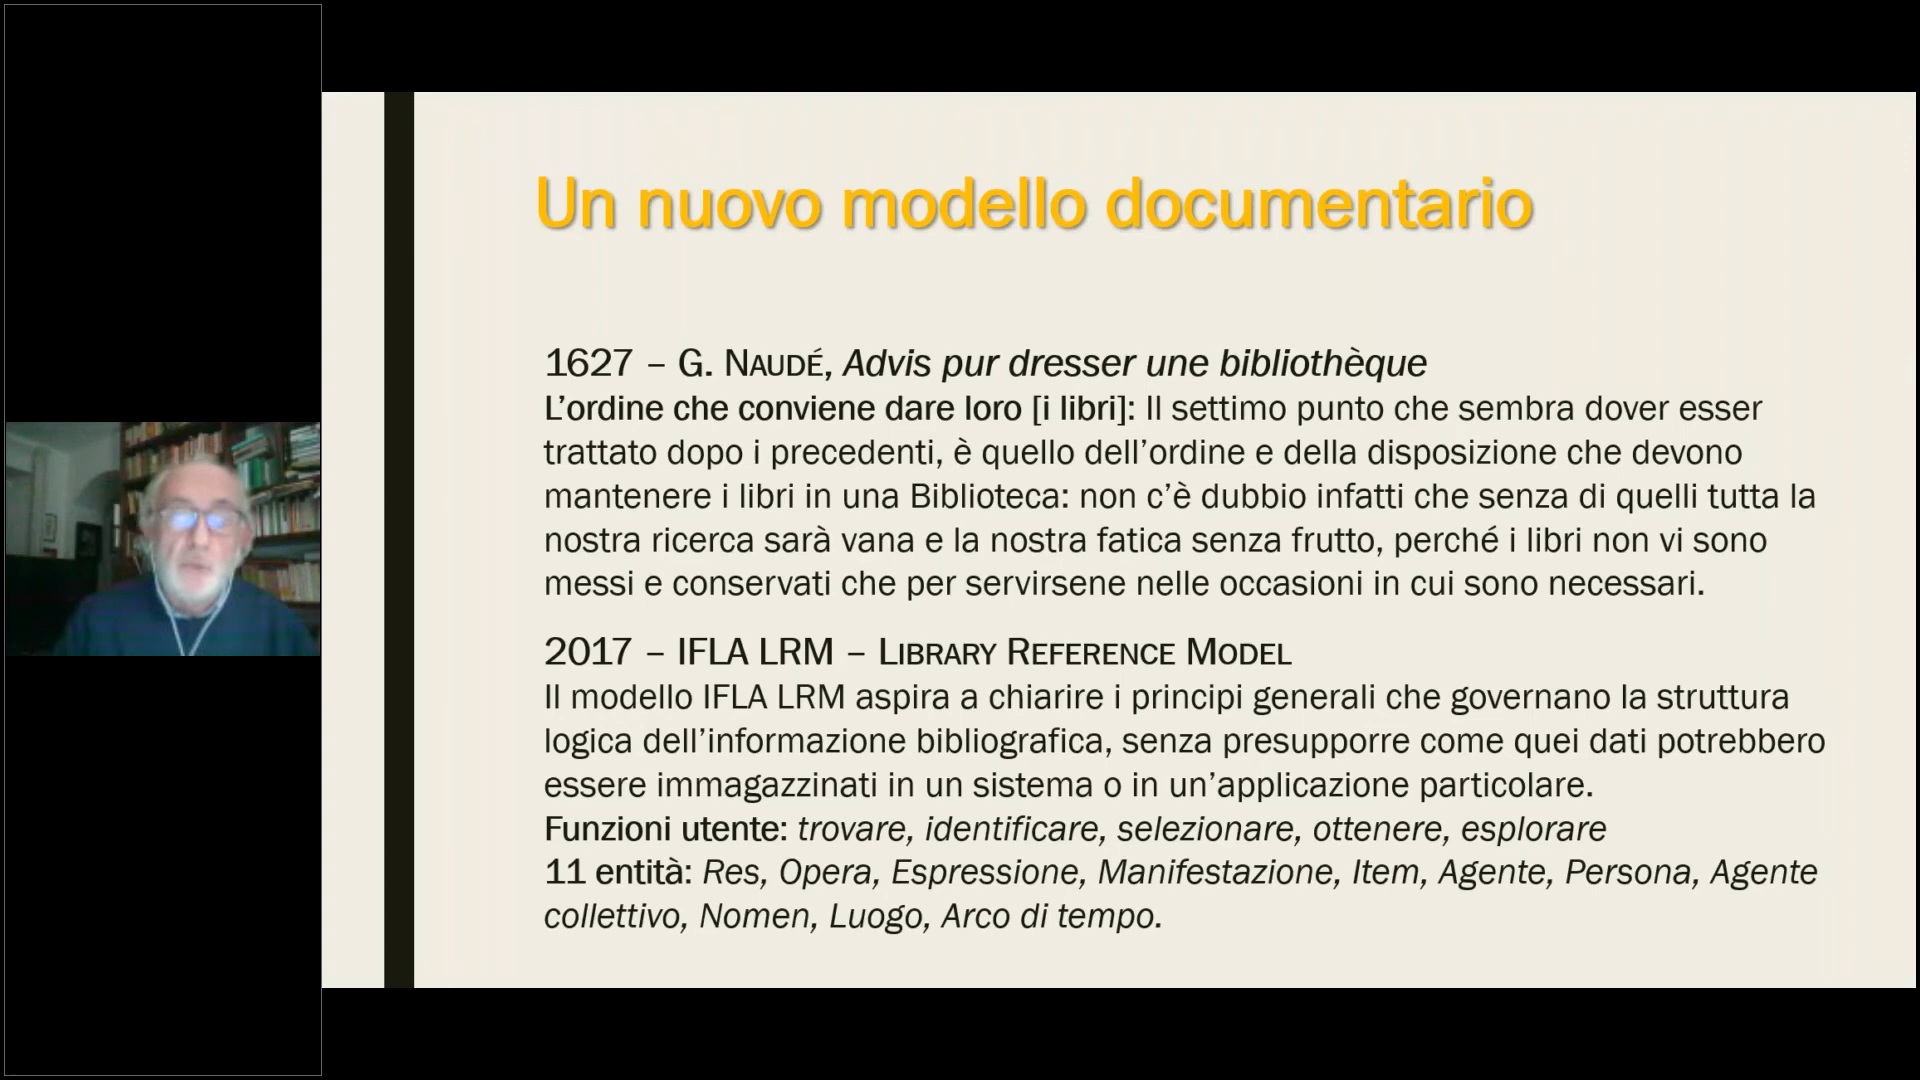 Un nuovo modello documentario
1627 – G. NAUDÉ, Advis pur dresser une bibliothèque
L’ordine che conviene dare loro [i libri]: Il settimo punto che sembra dover esser
trattato dopo i precedenti, è quello dell’ordine e della disposizione che devono
mantenere i libri in una Biblioteca: non c’è dubbio infatti che senza di quelli tutta la
nostra ricerca sarà vana e la nostra fatica senza frutto, perché i libri non vi sono
messi e conservati che per servirsene nelle occasioni in cui sono necessari.
2017 – IFLA LRM – LIBRARY REFERENCE MODEL
Il modello IFLA LRM aspira a chiarire i principi generali che governano la struttura
logica dell’informazione bibliografica, senza presupporre come quei dati potrebbero
essere immagazzinati in un sistema o in un’applicazione particolare.
Funzioni utente: trovare, identificare, selezionare, ottenere, esplorare
11 entità: Res, Opera, Espressione, Manifestazione, Item, Agente, Persona, Agente
collettivo, Nomen, Luogo, Arco di tempo.